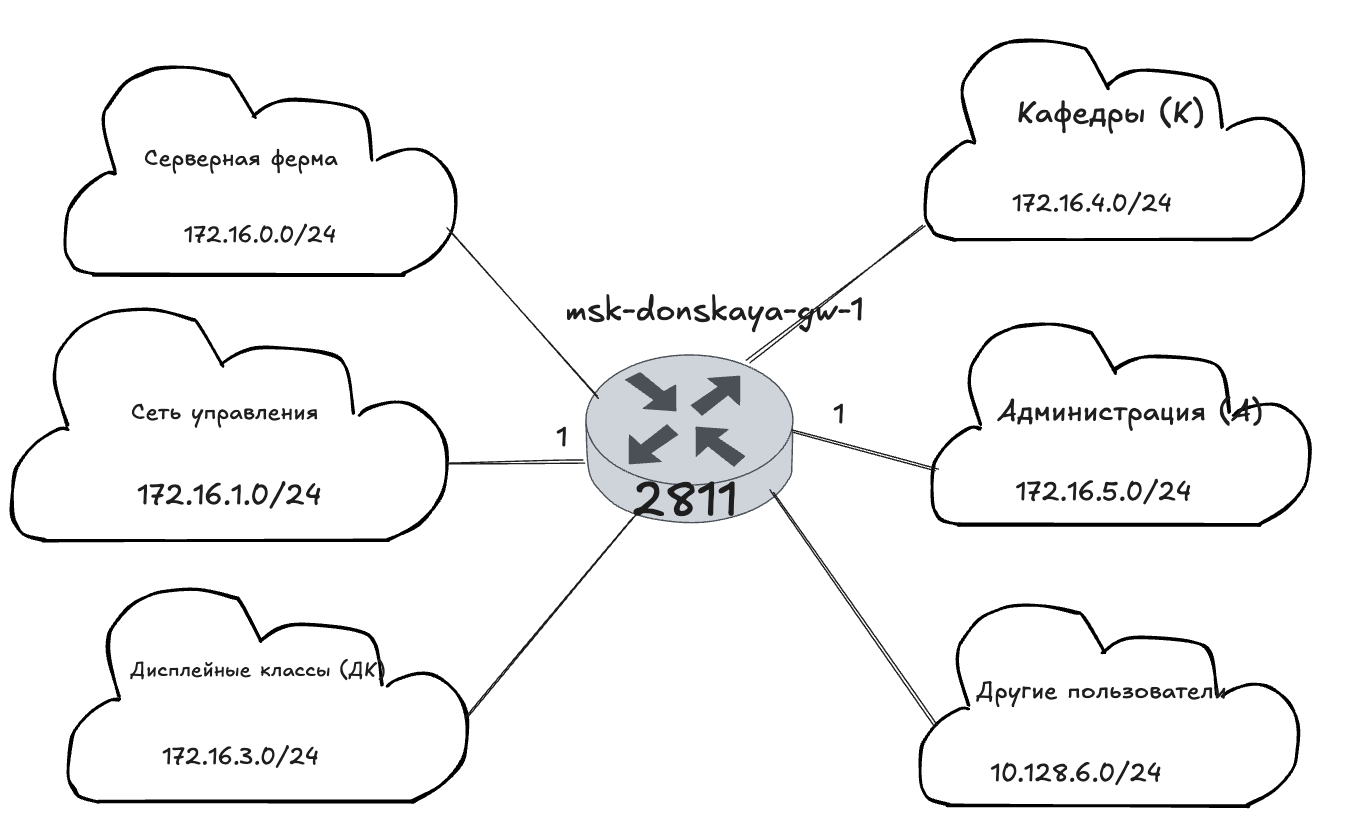 Серверная ферма
172.16.0.0/24
Кафедры (К)
172.16.4.0/24
msk-donskaya-gw-1
Сеть управления
172.16.1.0/24
1
2811
1
Администрация (А)
172.16.5.0/24
Дисплейные классы (ДК)
172.16.3.0/24
Другие пользователи
10.128.6.0/24